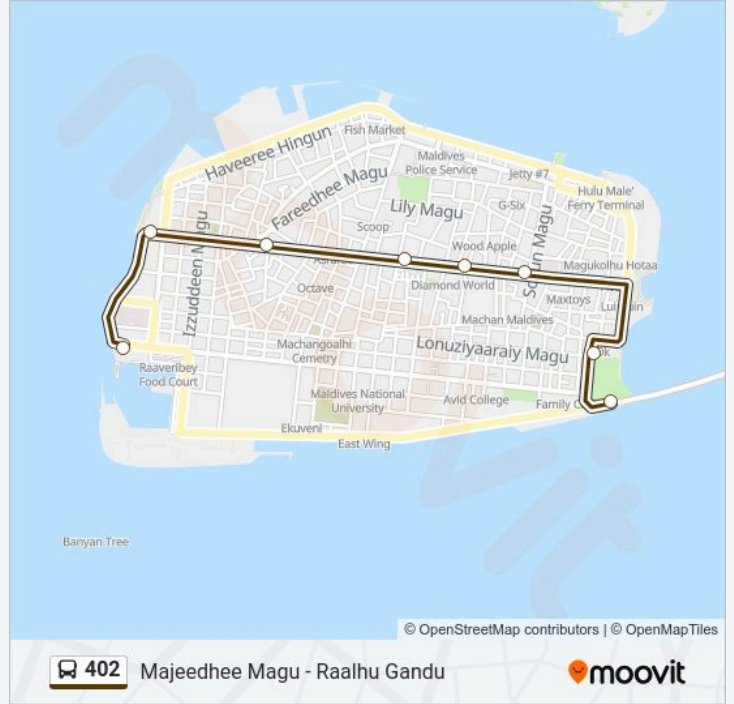 Fish Market
Haveeree Hingun
Maldives
Police Service
Jetty #7
Fareedhee Magu
Hulu Male'
Ferry Terminal
Lily Magu
G-Six
Scoop
Izzuddeen Magu
Wood Apple
Magukolhu Hotaa
Octave
Diamond World
Maxtoys
Machan Maldives
Machangoalhi
Cemetry
Lonuziyaaraiy Magu
Raaveribey
Food Court
Maldives National
University
Avid College
Family
Ekuveni
East Wing
Banyan Tree
© OpenStreetMap contributors | © OpenMapTiles
402 Majeedhee Magu - Raalhu Gandu
moovit